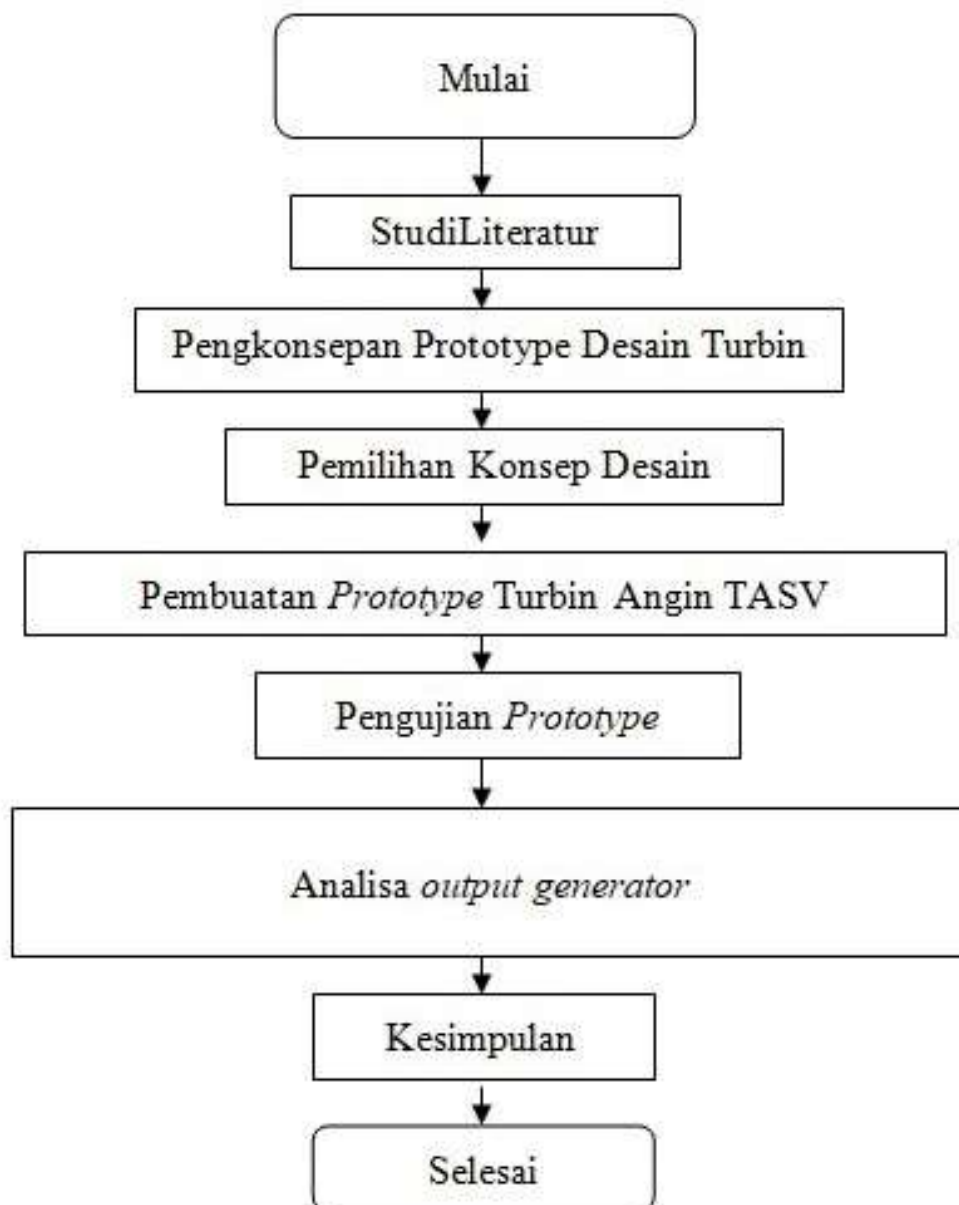 Mulai
StudiLiteratur
Pengkonsepan Prototype Desain Turbin
Pemilihan Konsep Desain
Pembuatan Prototype Turbin Angin TASV
Pengujian Prototype
Analisa output generator
Kesimpulan
Selesai